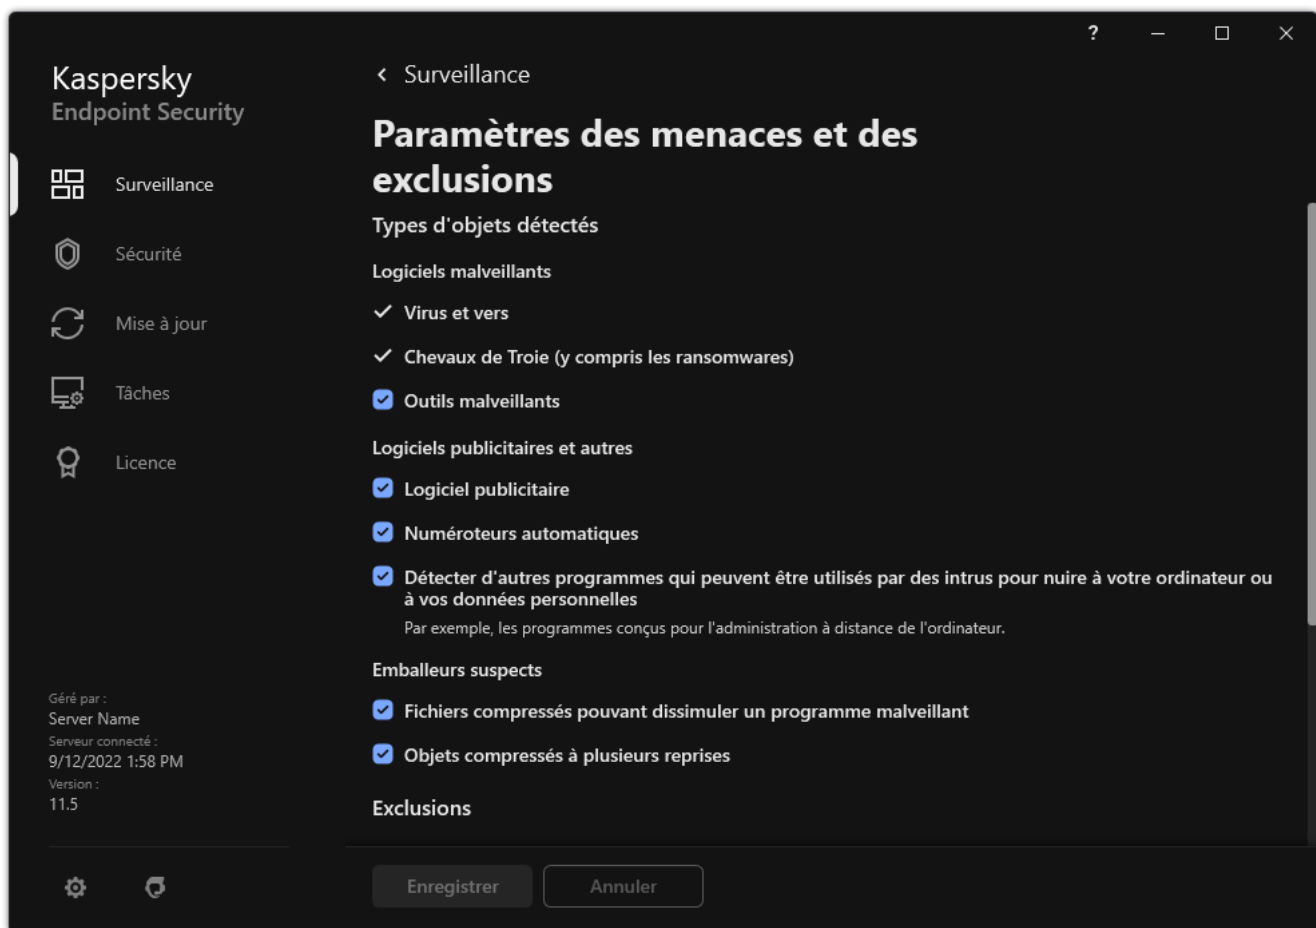 ?
Kaspersky
Endpoint Security
Surveillance
Sécurité
Mise à jour
Tâches
Licence
Géré par :
Server Name
Serveur connecté :
9/12/2022 1:58 PM
Version :
11.5
Surveillance
Paramètres des menaces et des
exclusions
Types d'objets détectés
Logiciels malveillants
Virus et vers
Chevaux de Troie (y compris les ransomwares)
Outils malveillants
Logiciels publicitaires et autres
Logiciel publicitaire
Numéroteurs automatiques
Détecter d'autres programmes qui peuvent être utilisés par des intrus pour nuire à votre ordinateur ou
à vos données personnelles
Par exemple, les programmes conçus pour l'administration à distance de l'ordinateur.
Emballeurs suspects
Fichiers compressés pouvant dissimuler un programme malveillant
Objets compressés à plusieurs reprises
Exclusions
Enregistrer
Annuler